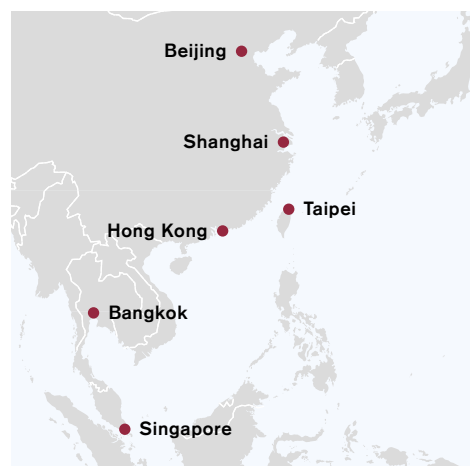 Beijing
Shanghai
Taipei
Hong Kong
Bangkok
Singapore